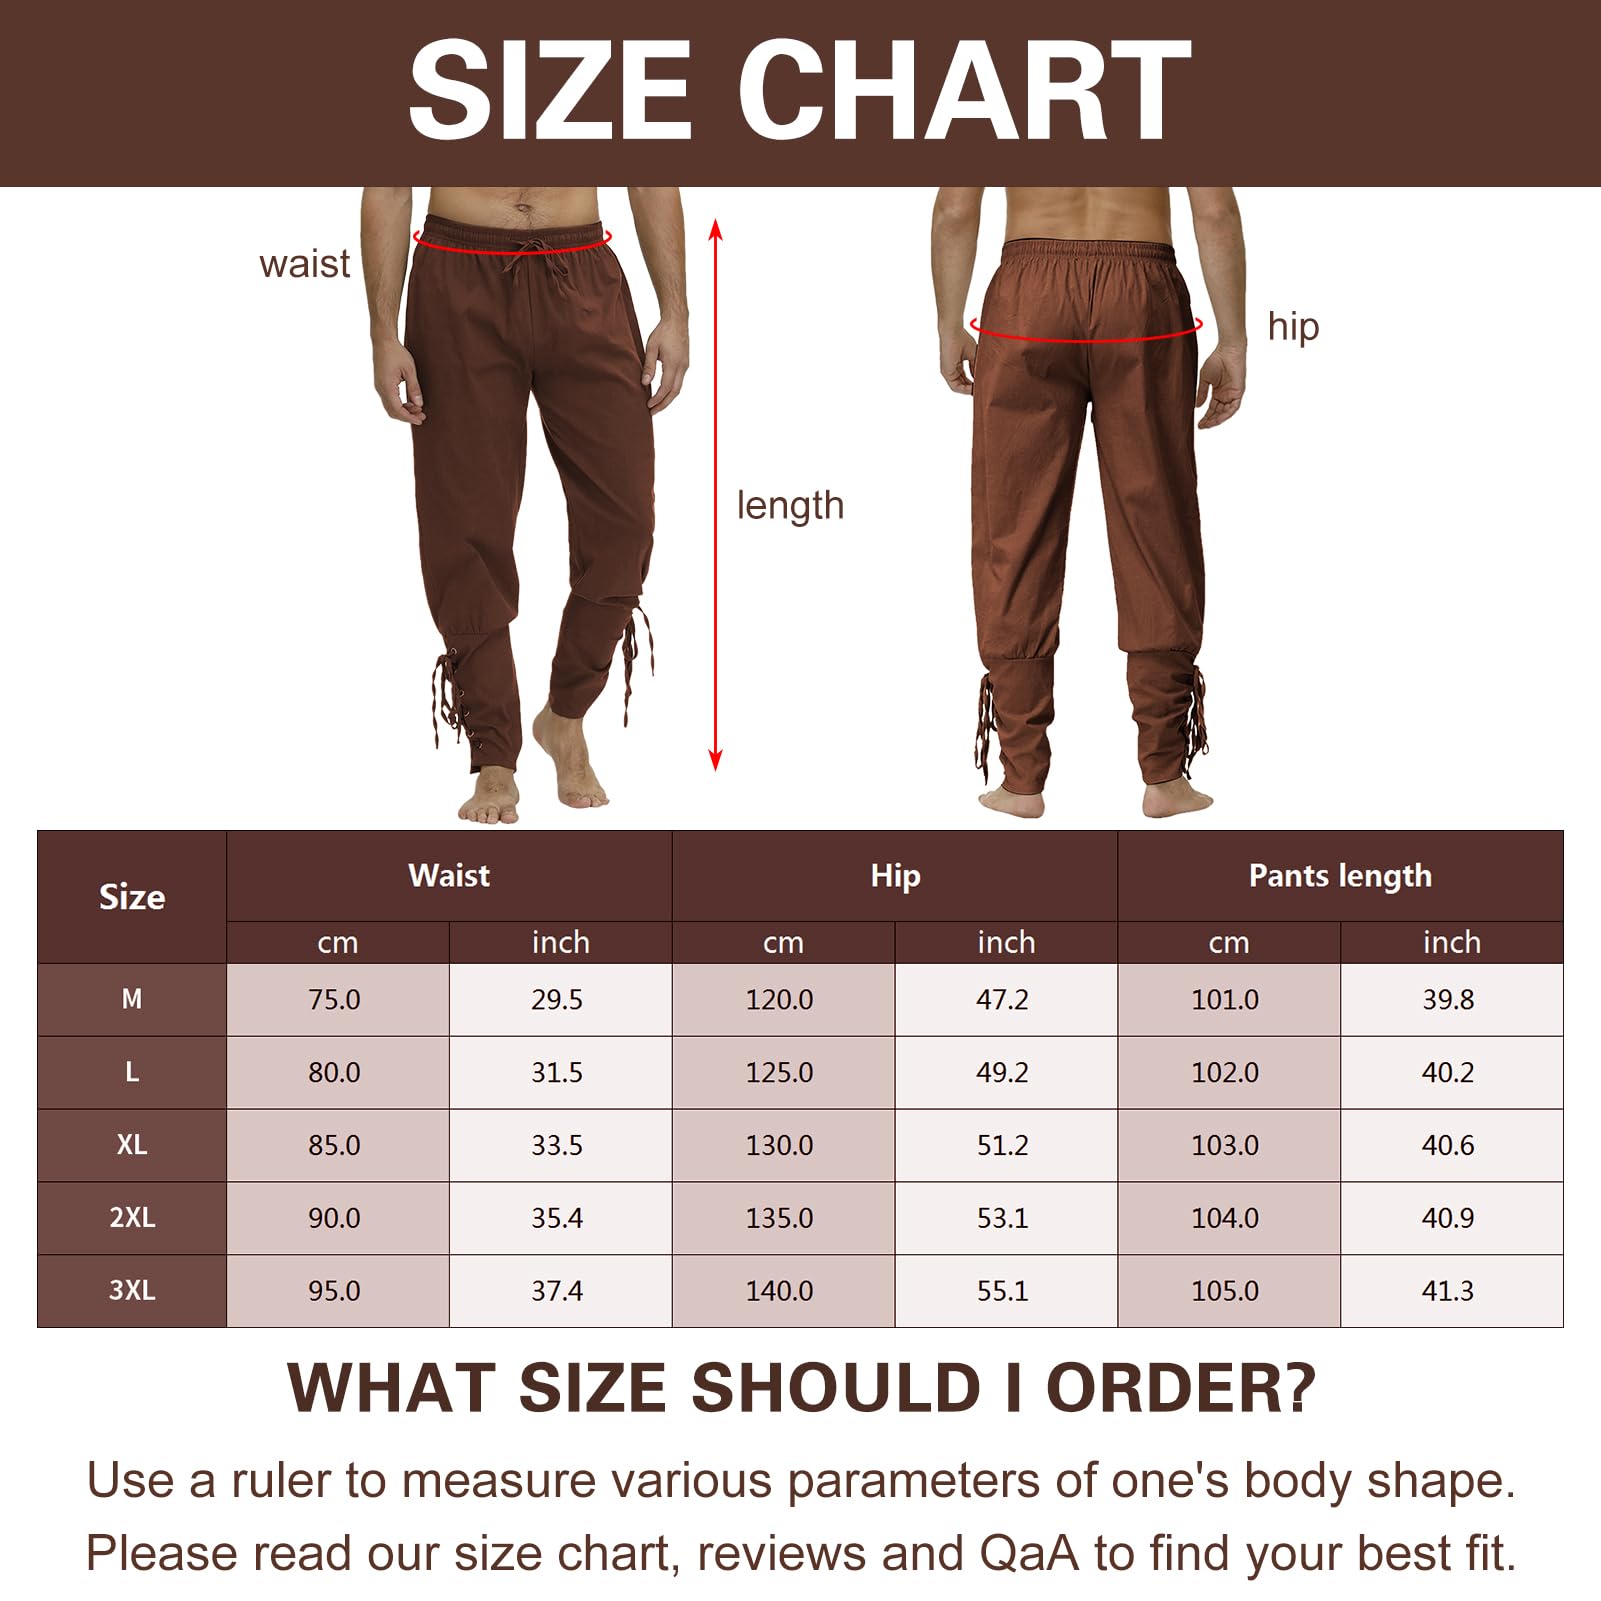 SIZE CHART
waist
hip
length
Size Waist Hip Pants length
cm inch cm inch cm inch
M 75.0 29.5 120.0 47.2 101.0 39.8
L 80.0 31.5 125.0 49.2 102.0 40.2
XL 85.0 33.5 130.0 51.2 103.0 40.6
2XL 90.0 35.4 135.0 53.1 104.0 40.9
3XL 95.0 37.4 140.0 55.1 105.0 41.3
WHAT SIZE SHOULD I ORDER?
Use a ruler to measure various parameters of one's body shape.
Please read our size chart, reviews and QaA to find your best fit.